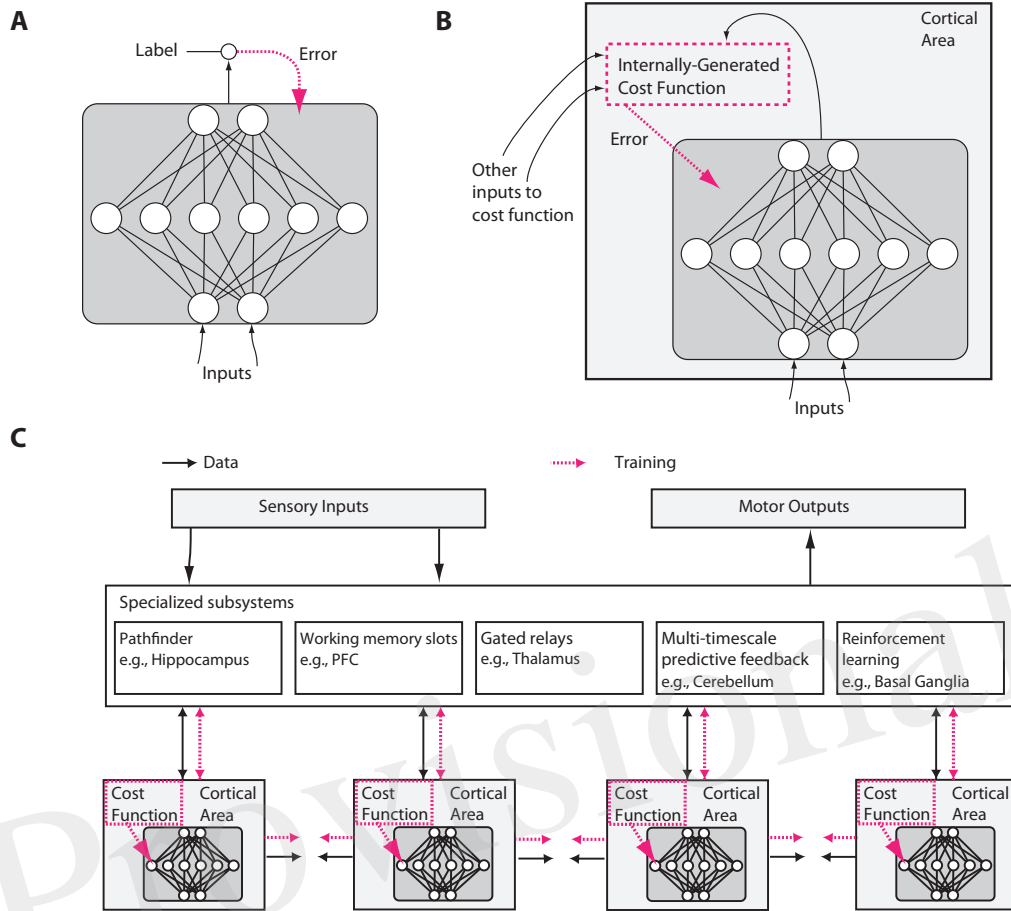 A
Label
Error
Inputs
B
Cortical
Area
Internally-Generated
Cost Function
Error
Other
inputs to
cost function
Inputs
C
Data
Training
Sensory Inputs
Motor Outputs
Specialized subsystems
Pathfinder
e.g., Hippocampus
Working memory slots
e.g., PFC
Gated relays
e.g., Thalamus
Multi-timescale
predictive feedback
e.g., Cerebellum
Reinforcement
learning
e.g., Basal Ganglia
Cost
Function
Cortical
Area
Cost
Function
Cortical
Area
Cost
Function
Cortical
Area
Cost
Function
Cortical
Area
Provisional